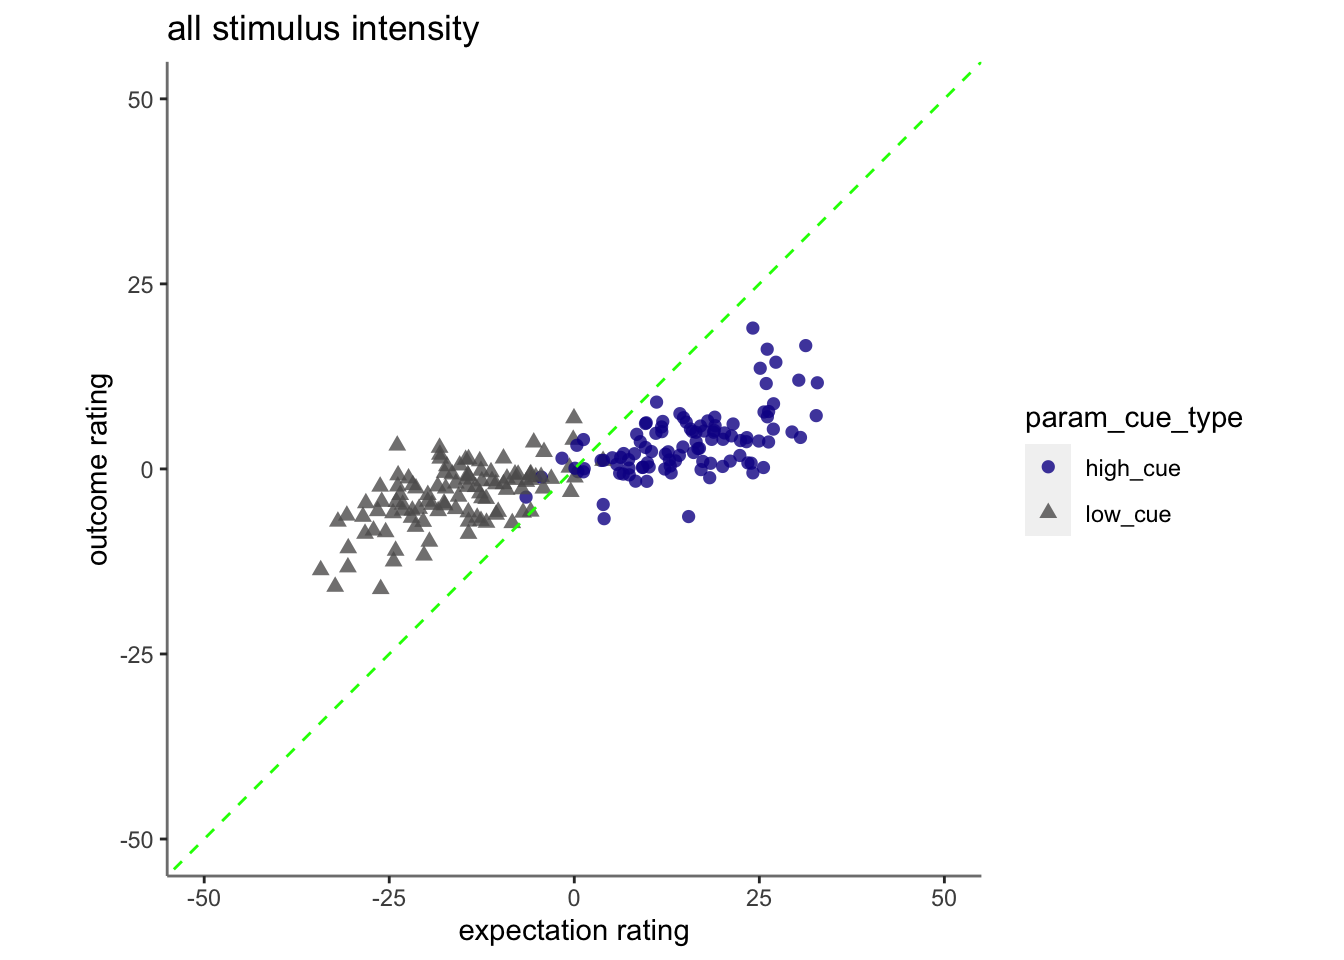 all stimulus intensity
50
25
0
-25
-50
outcome rating
-50
-25
0
25
50
expectation rating
param_cue_type
high_cue
low_cue